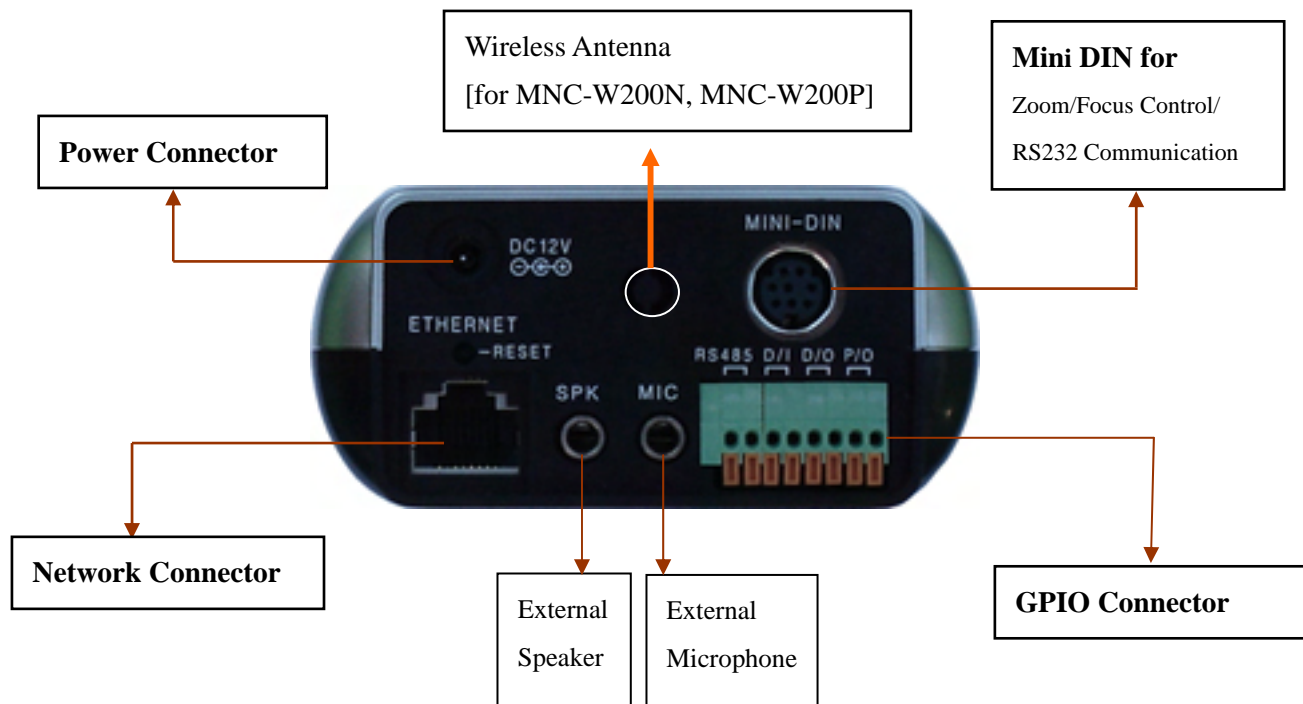 Wireless Antenna
[for MNC-W200N, MNC-W200P]
Mini DIN for
Zoom/Focus Control/
RS232 Communication
Power Connector
MINI-DIN
DC12V
ETHERNET
-RESET
RS485 D/I D/O P/O
SPK MIC
Network Connector
External
Speaker
External
Microphone
GPIO Connector